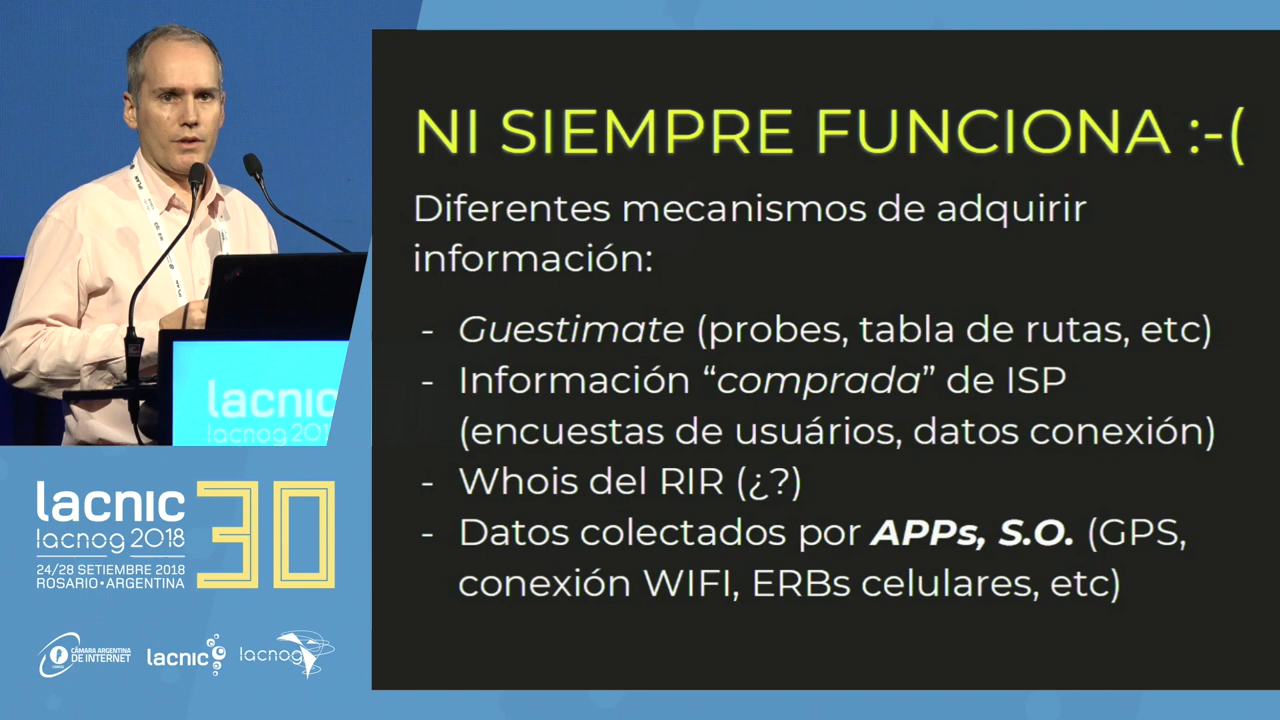 NI SIEMPRE FUNCIONA :-(
Diferentes mecanismos de adquirir
información:
- Guestimate (probes, tabla de rutas, etc)
- Información “comprada” de ISP
(encuestas de usuários, datos conexión)
- Whois del RIR (¿?)
- Datos colectados por APPs, S.O. (GPS,
conexión WIFI, ERBs celulares, etc)
lacnic
lacnog 201
lacnic 30
lacnog 2018
24/28 SETIEMBRE 2018
ROSARIO•ARGENTINA
CÁMARA ARGENTINA
DE INTERNET
lacnic
lacnog